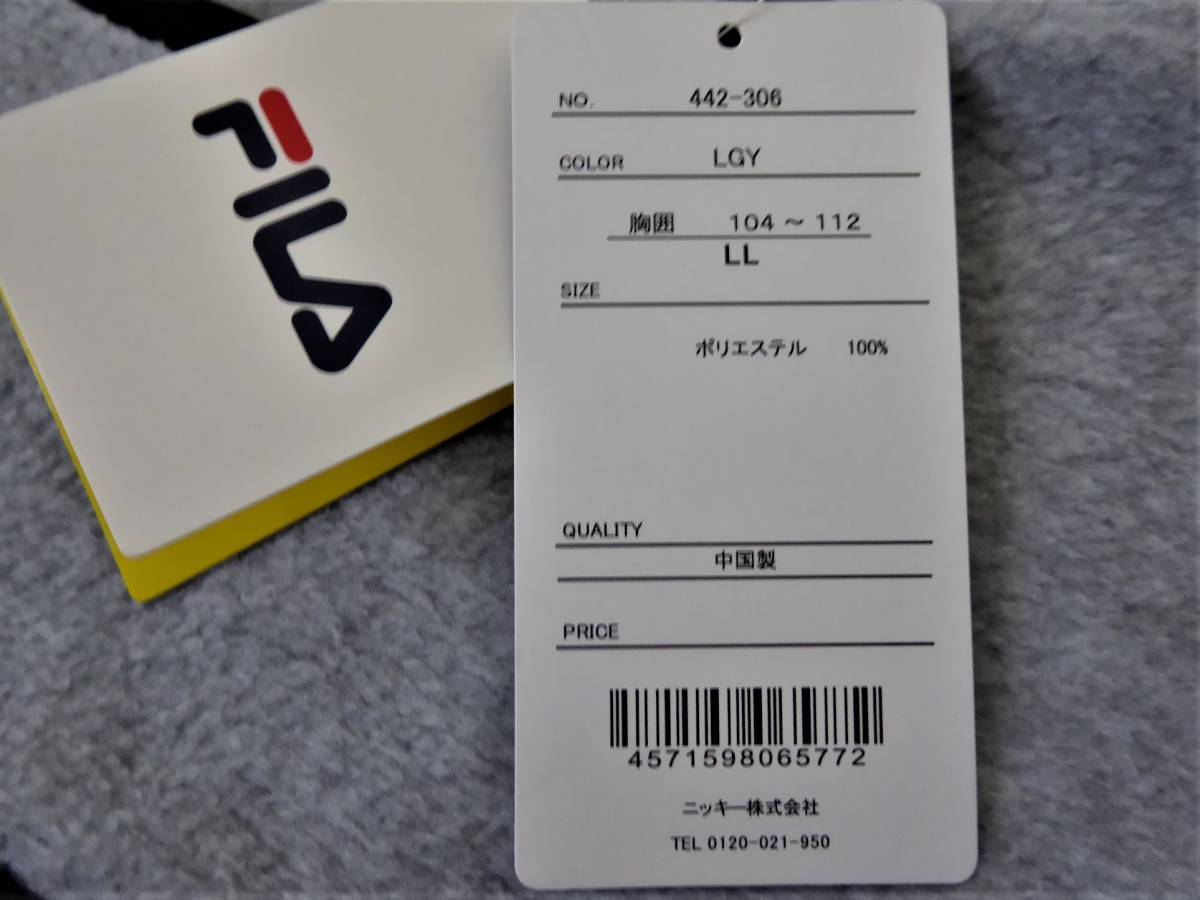 FILA
NO. 442-306
COLOR LGY
胸囲 104 ~ 112
LL
SIZE
ポリエステル 100%
QUALITY
中国製
PRICE
4571598065772
ニッキー株式会社
TEL 0120-021-950